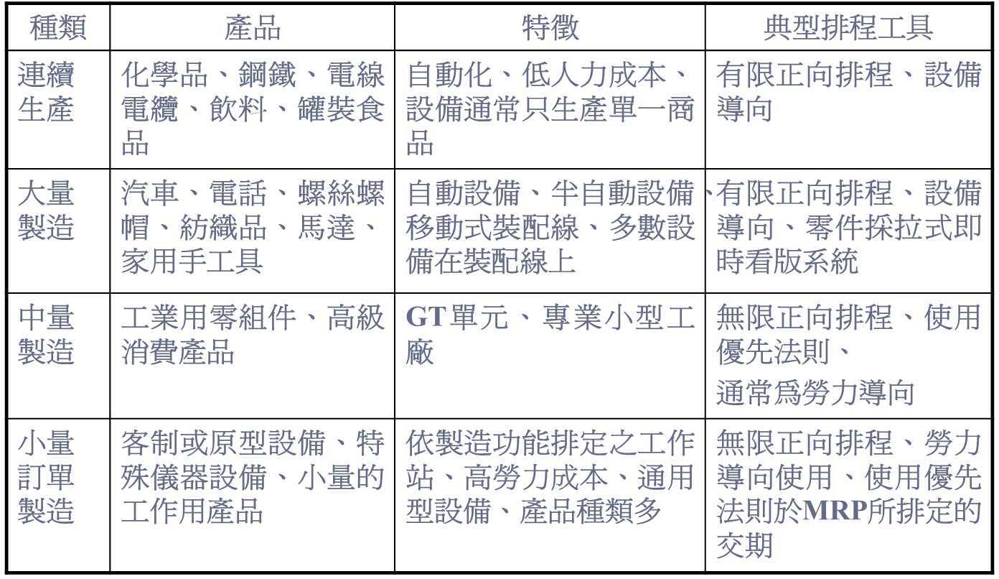 種類
產品
特徵
典型排程工具
連續
生產
化學品、鋼鐵、電線
電纜、飲料、罐裝食
品
自動化、低人力成本、
設備通常只生產單一商
品
有限正向排程、設備
導向
大量
製造
汽車、電話、螺絲螺
帽、紡織品、馬達、
家用手工具
自動設備、半自動設備、
移動式裝配線、多數設
備在裝配線上
有限正向排程、設備
導向、零件採拉式即
時看版系統
中量
製造
工業用零組件、高級
消費產品
GT單元、專業小型工
廠
無限正向排程、使用
優先法則、
通常為勞力導向
小量
訂單
製造
客制或原型設備、特
殊儀器設備、小量的
工作用產品
依製造功能排定之工作
站、高勞力成本、通用
型設備、產品種類多
無限正向排程、勞力
導向使用、使用優先
法則於MRP所排定的
交期